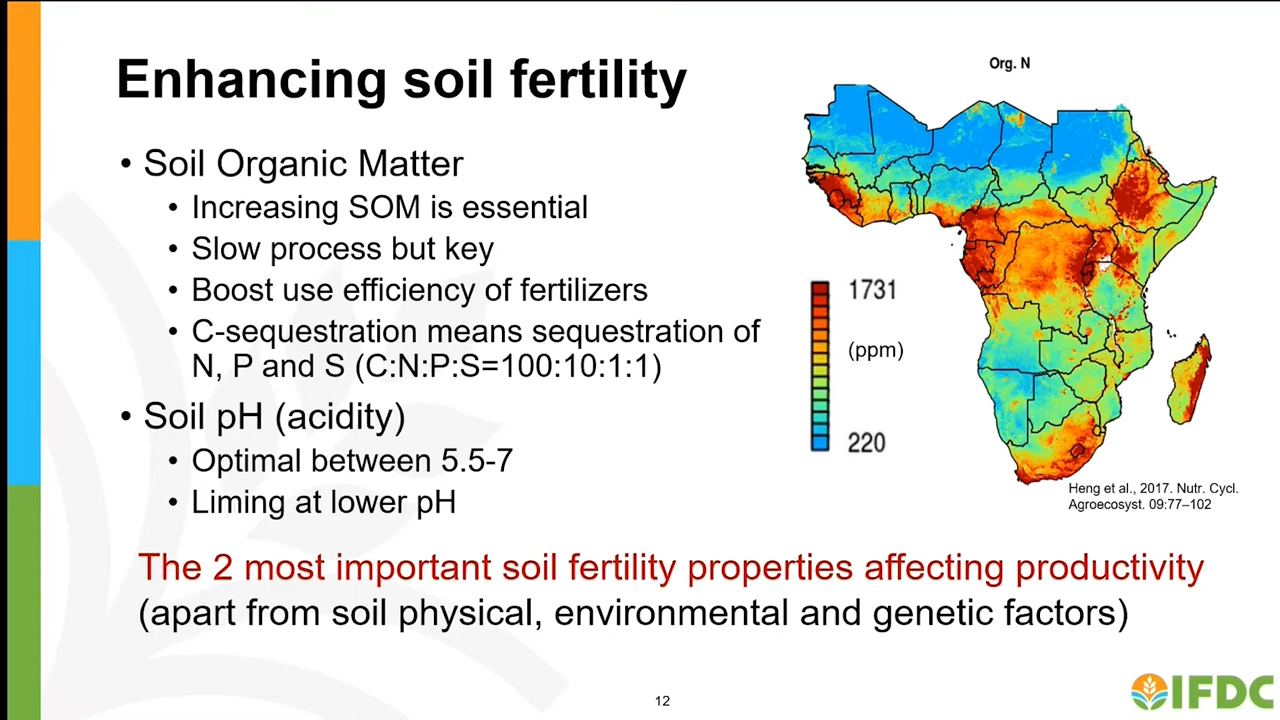 Enhancing soil fertility
• Soil Organic Matter
• Increasing SOM is essential
• Slow process but key
• Boost use efficiency of fertilizers
• C-sequestration means sequestration of
N, P and S (C:N:P:S=100:10:1:1)
• Soil pH (acidity)
• Optimal between 5.5-7
• Liming at lower pH
Org. N
1731
(ppm)
220
Heng et al., 2017. Nutr. Cycl.
Agroecosyst. 09:77–102
The 2 most important soil fertility properties affecting productivity
(apart from soil physical, environmental and genetic factors)
12
IFDC